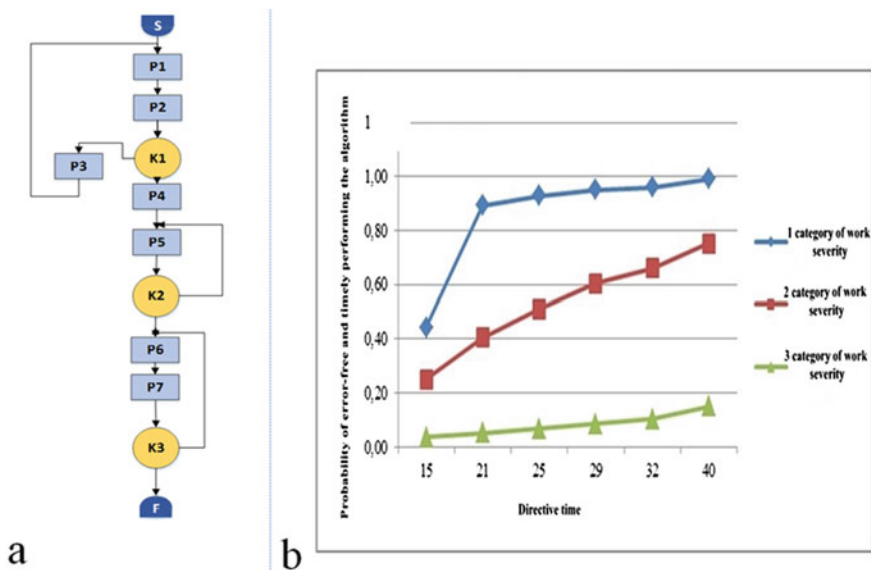 S
P1
P2
K1
P3
P4
P5
K2
P6
P7
K3
F
a
Probability of error-free and timely performing the algorithm
1
1,00
0,80
0,60
0,40
0,20
0,00
15 21 25 29 32 40
Directive time
1 category of work
severity
2 category of work
severity
3 category of work
severity
b